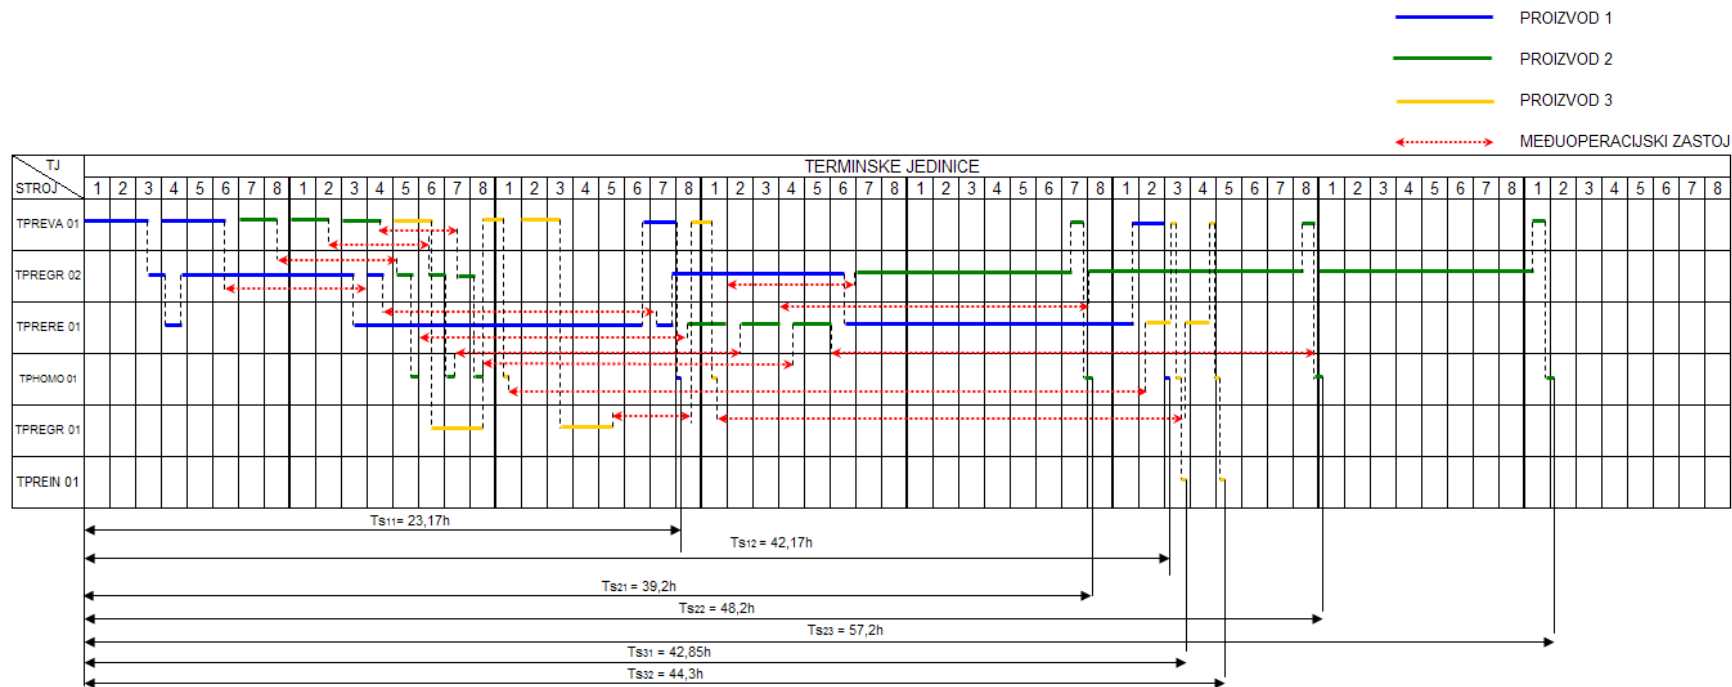 PROIZVOD 1
PROIZVOD 2
PROIZVOD 3
MEĐUOPERACIJSKI ZASTOJ
TJ
TERMINSKE JEDINICE
STROJ 1 2 3 4 5 6 7 8 1 2 3 4 5 6 7 8 1 2 3 4 5 6 7 8 1 2 3 4 5 6 7 8 1 2 3 4 5 6 7 8 1 2 3 4 5 6 7 8 1 2 3 4 5 6 7 8 1 2 3 4 5 6 7 8
TPREVA 01
TPREGR 02
TPRERE 01
TPHOMO 01
TPREGR 01
TPREIN 01
Ts11= 23,17h
Ts12 = 42,17h
Ts21 = 39,2h
Ts22 = 48,2h
Ts23 = 57,2h
Ts31 = 42,85h
Ts32 = 44,3h